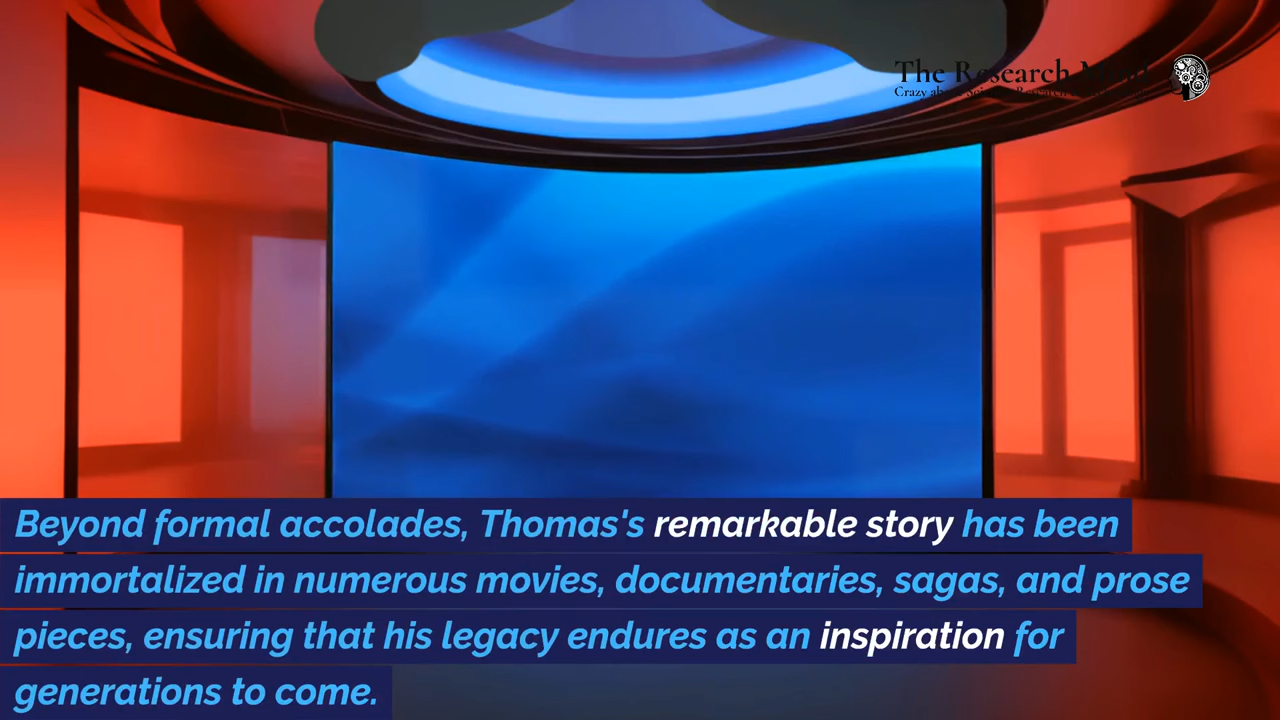 The Research
Crazy
Beyond formal accolades, Thomas's remarkable story has been
immortalized in numerous movies, documentaries, sagas, and prose
pieces, ensuring that his legacy endures as an inspiration for
generations to come.